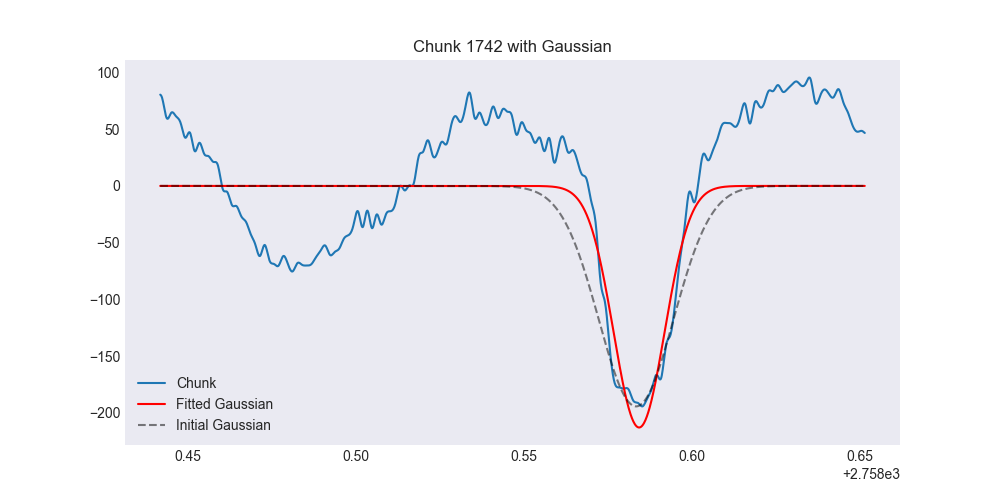 Chunk 1742 with Gaussian
100
50
0
−50
−100
−150
−200
Chunk
Fitted Gaussian
Initial Gaussian
0.45 0.50 0.55 0.60 0.65
+2.758e3